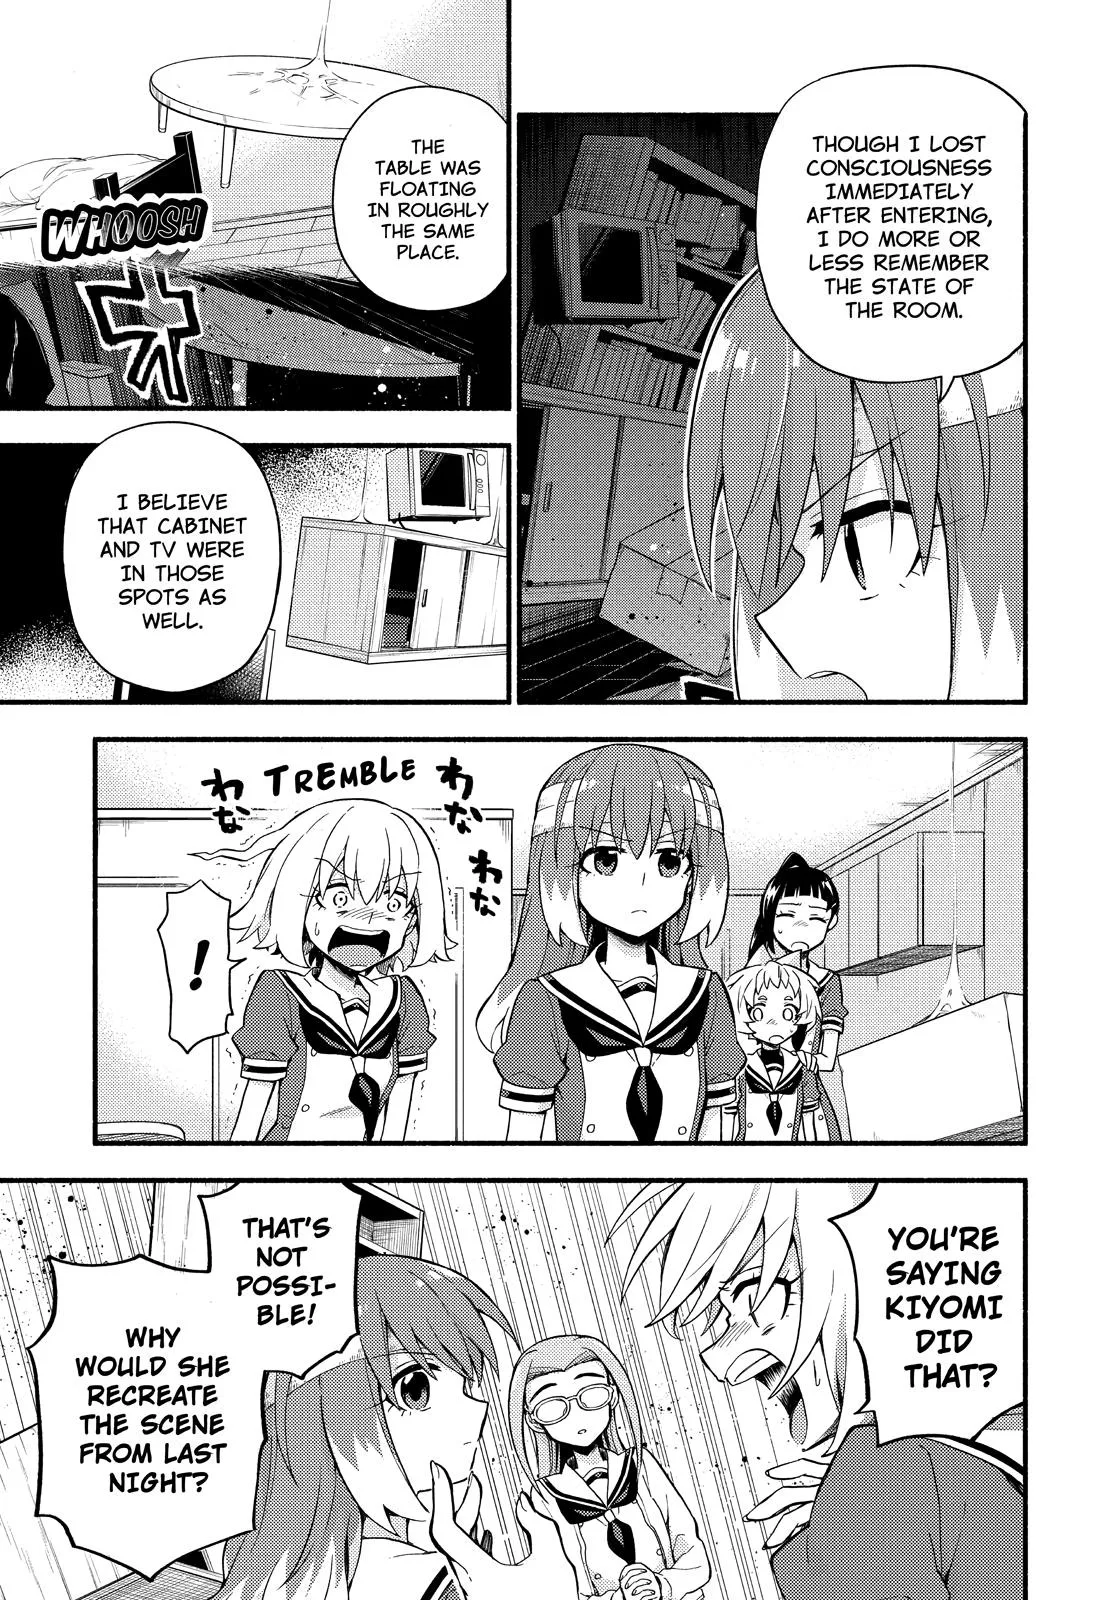 THOUGH I LOST
CONSCIOUSNESS
IMMEDIATELY
AFTER ENTERING,
I DO MORE OR
LESS REMEMBER
THE STATE OF
THE ROOM.
THE
TABLE WAS
FLOATING
IN ROUGHLY
THE SAME
PLACE.
WHOOSH
I BELIEVE
THAT CABINET
AND TV WERE
IN THOSE
SPOTS AS
WELL.
わなわな
TREMBLE
わな
!
YOU'RE
SAYING
KIYOMI
DID
THAT?
THAT'S
NOT
POSSI-
BLE!
WHY
WOULD SHE
RECREATE
THE SCENE
FROM LAST
NIGHT?